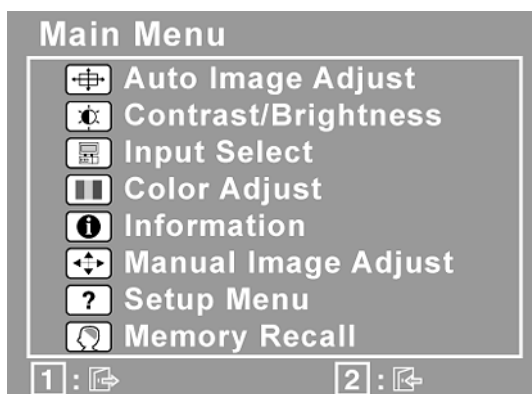 Main Menu
Auto Image Adjust
Contrast/Brightness
Input Select
Color Adjust
Information
Manual Image Adjust
? Setup Menu
Memory Recall
1 : 2 :